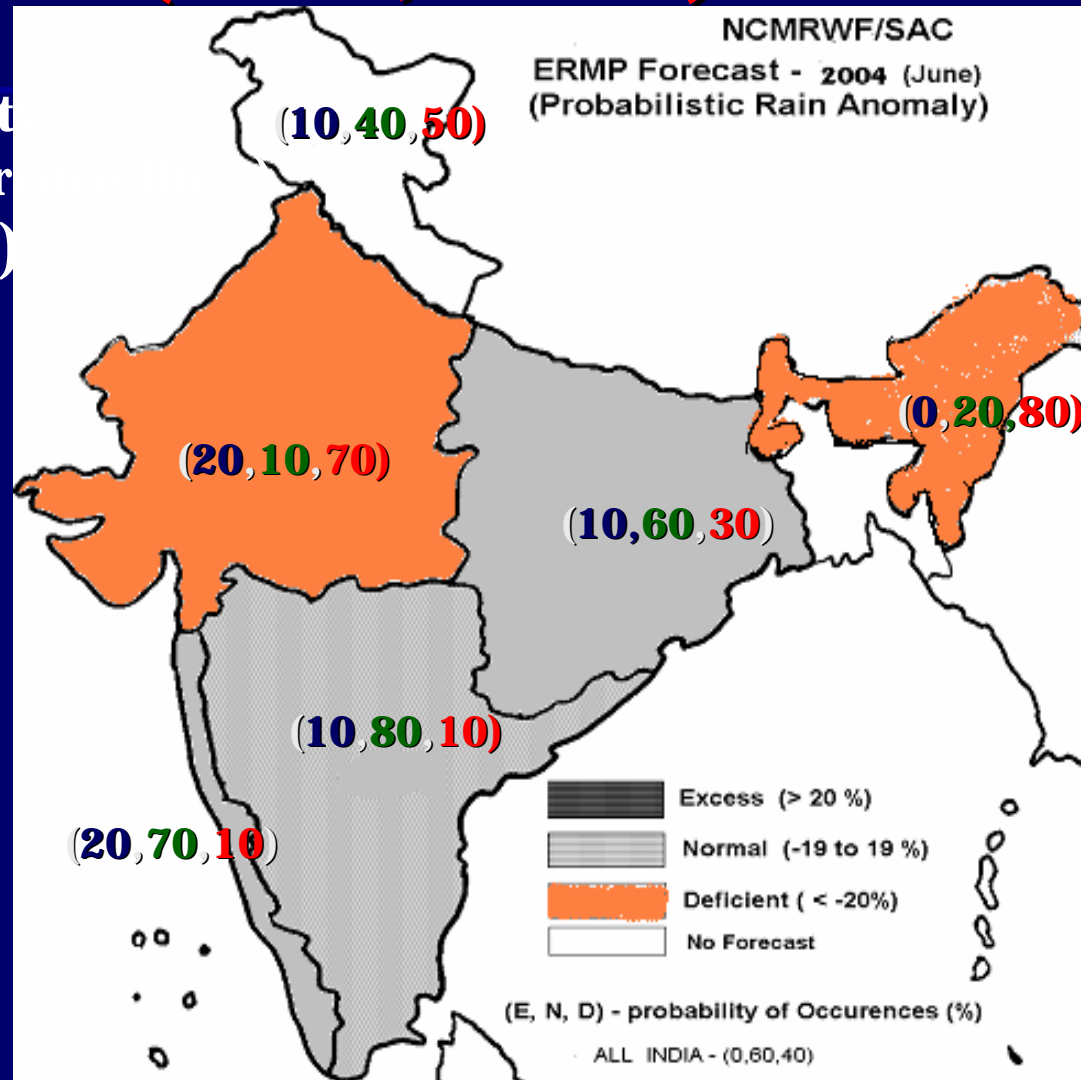 NCMRWF/SAC
ERMP Forecast - 2004 (June)
(Probabilistic Rain Anomaly)
(10,40,50)
(20,10,70)
(0,20,80)
(10,60,30)
(10,80,10)
(20,70,10)
Excess (> 20 %)
Normal (-19 to 19 %)
Deficient ( < -20%)
No Forecast
(E, N, D) - probability of Occurences (%)
ALL INDIA - (0,60,40)